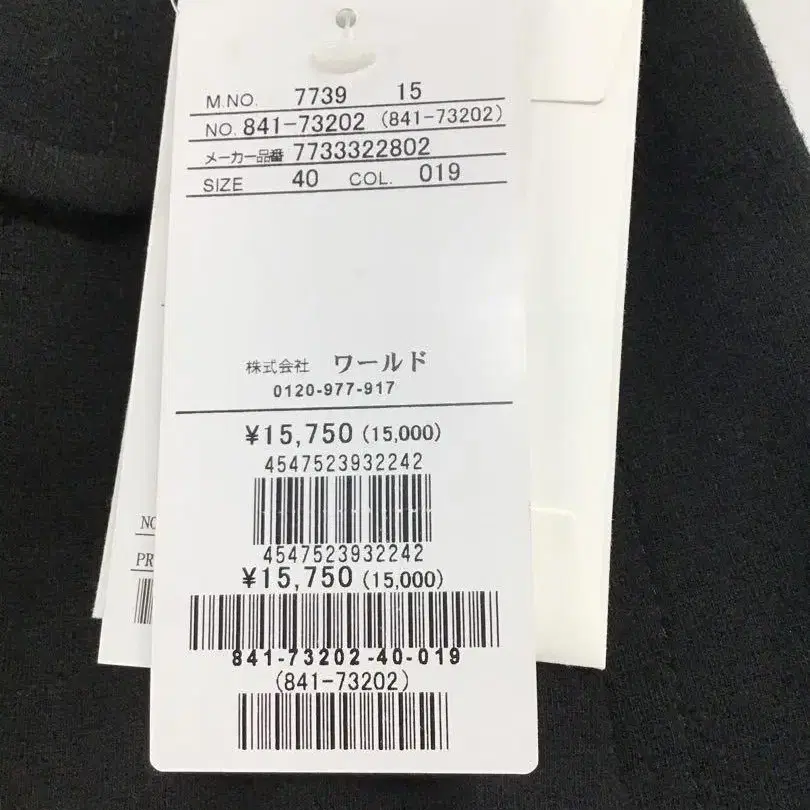 M.NO. 7739 15
NO. 841-73202 (841-73202)
メーカー品番 7733322802
SIZE 40 COL. 019
株式会社 ワールド
0120-977-917
¥15,750 (15,000)
4547523932242
4547523932242
¥15,750 (15,000)
841-73202-40-019
(841-73202)
NO
PR